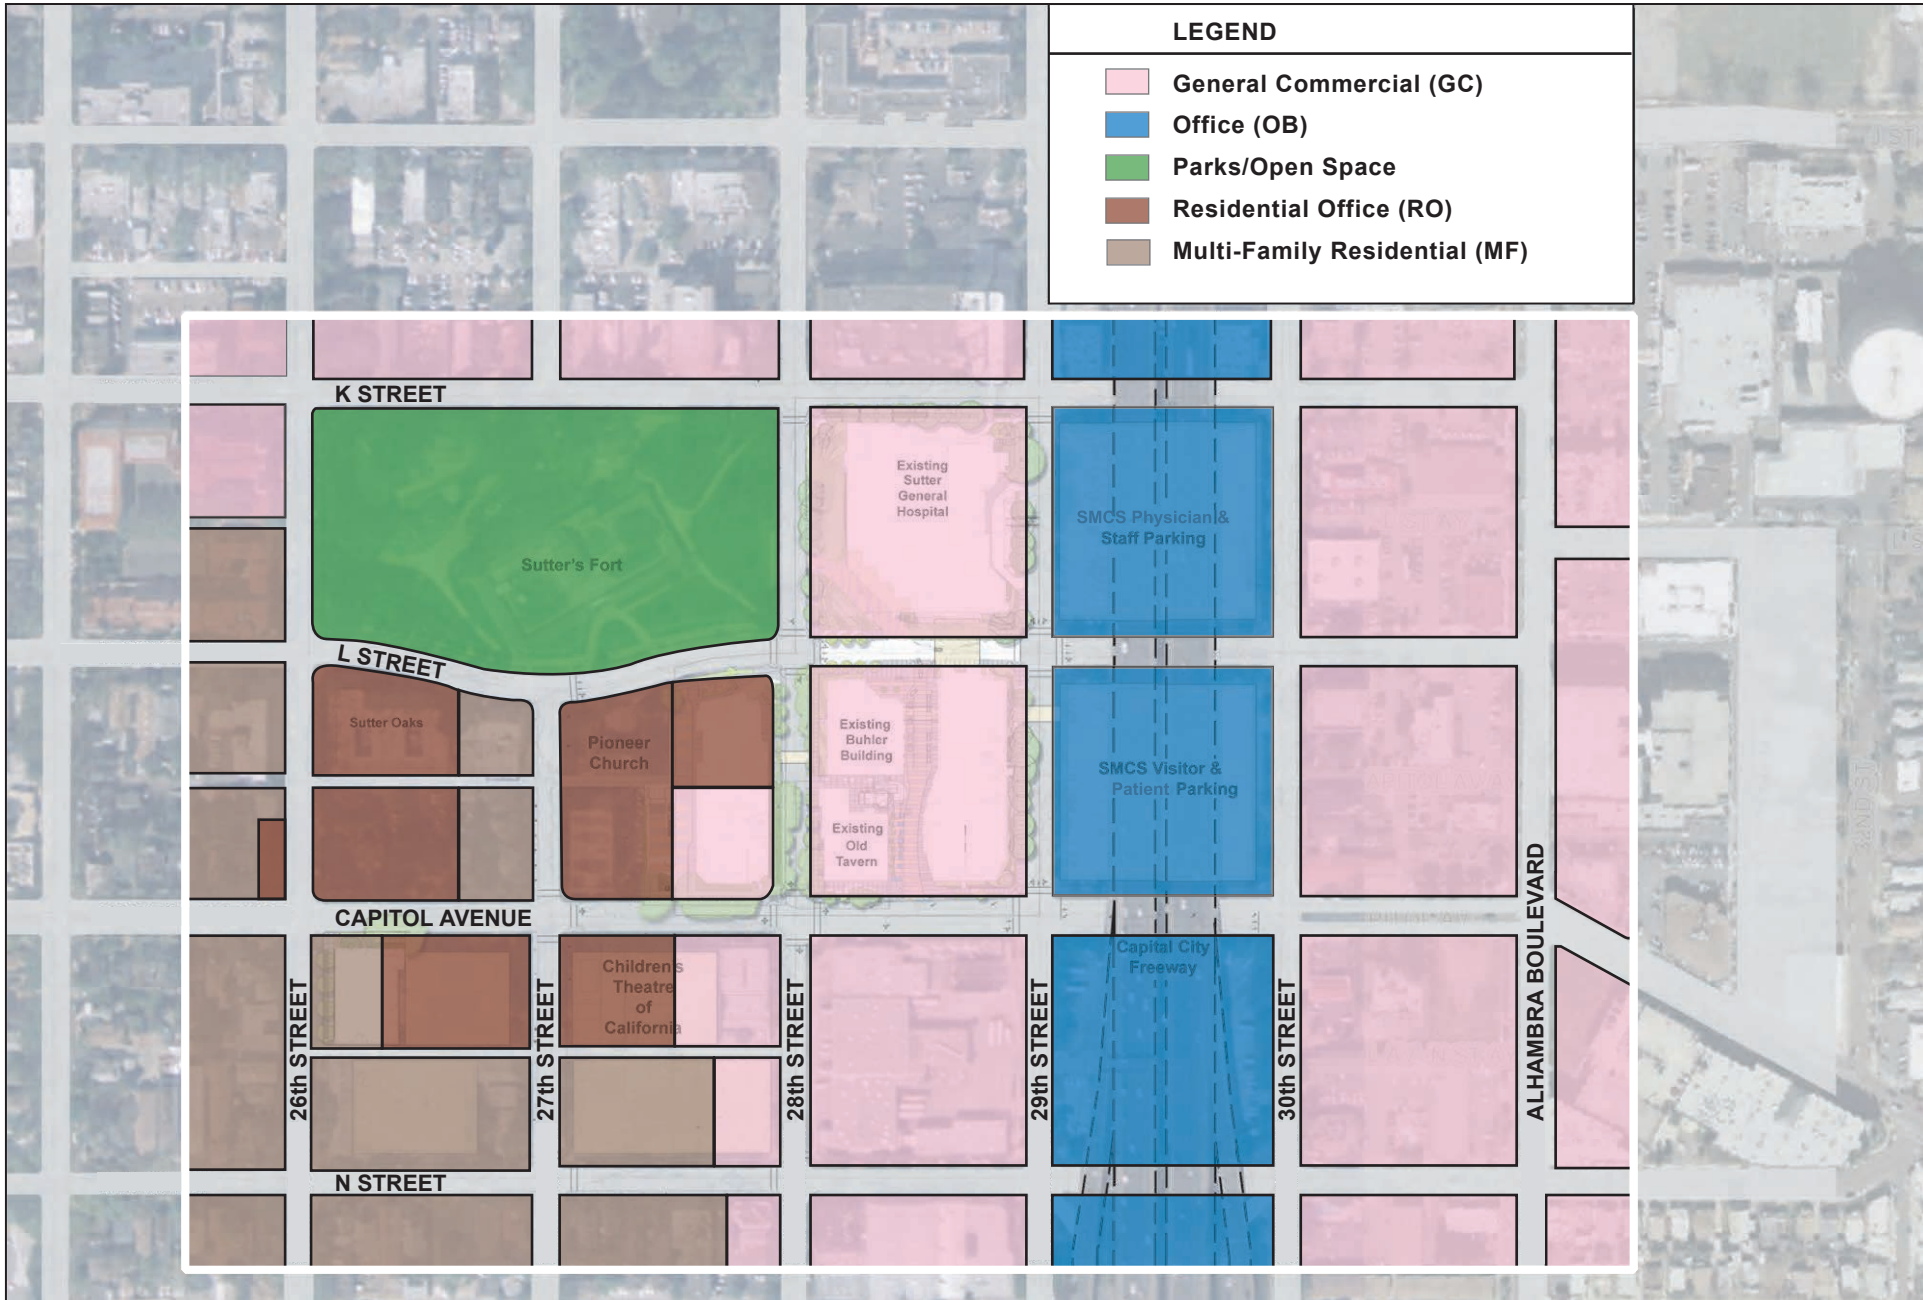 LEGEND
General Commercial (GC)
Office (OB)
Parks/Open Space
Residential Office (RO)
Multi-Family Residential (MF)
J ST
K STREET
Existing
Sutter
General
Hospital
SMCS Physician &
Staff Parking
Sutter's Fort
L STREET
Sutter Oaks
Pioneer
Church
Existing
Buhler
Building
SMCS Visitor &
Patient Parking
32ND ST
Existing
Old
Tavern
CAPITOL AVENUE
Capital City
Freeway
Children's
Theatre
of
California
26th STREET
27th STREET
28th STREET
29th STREET
30th STREET
ALHAMBRA BOULEVARD
N STREET